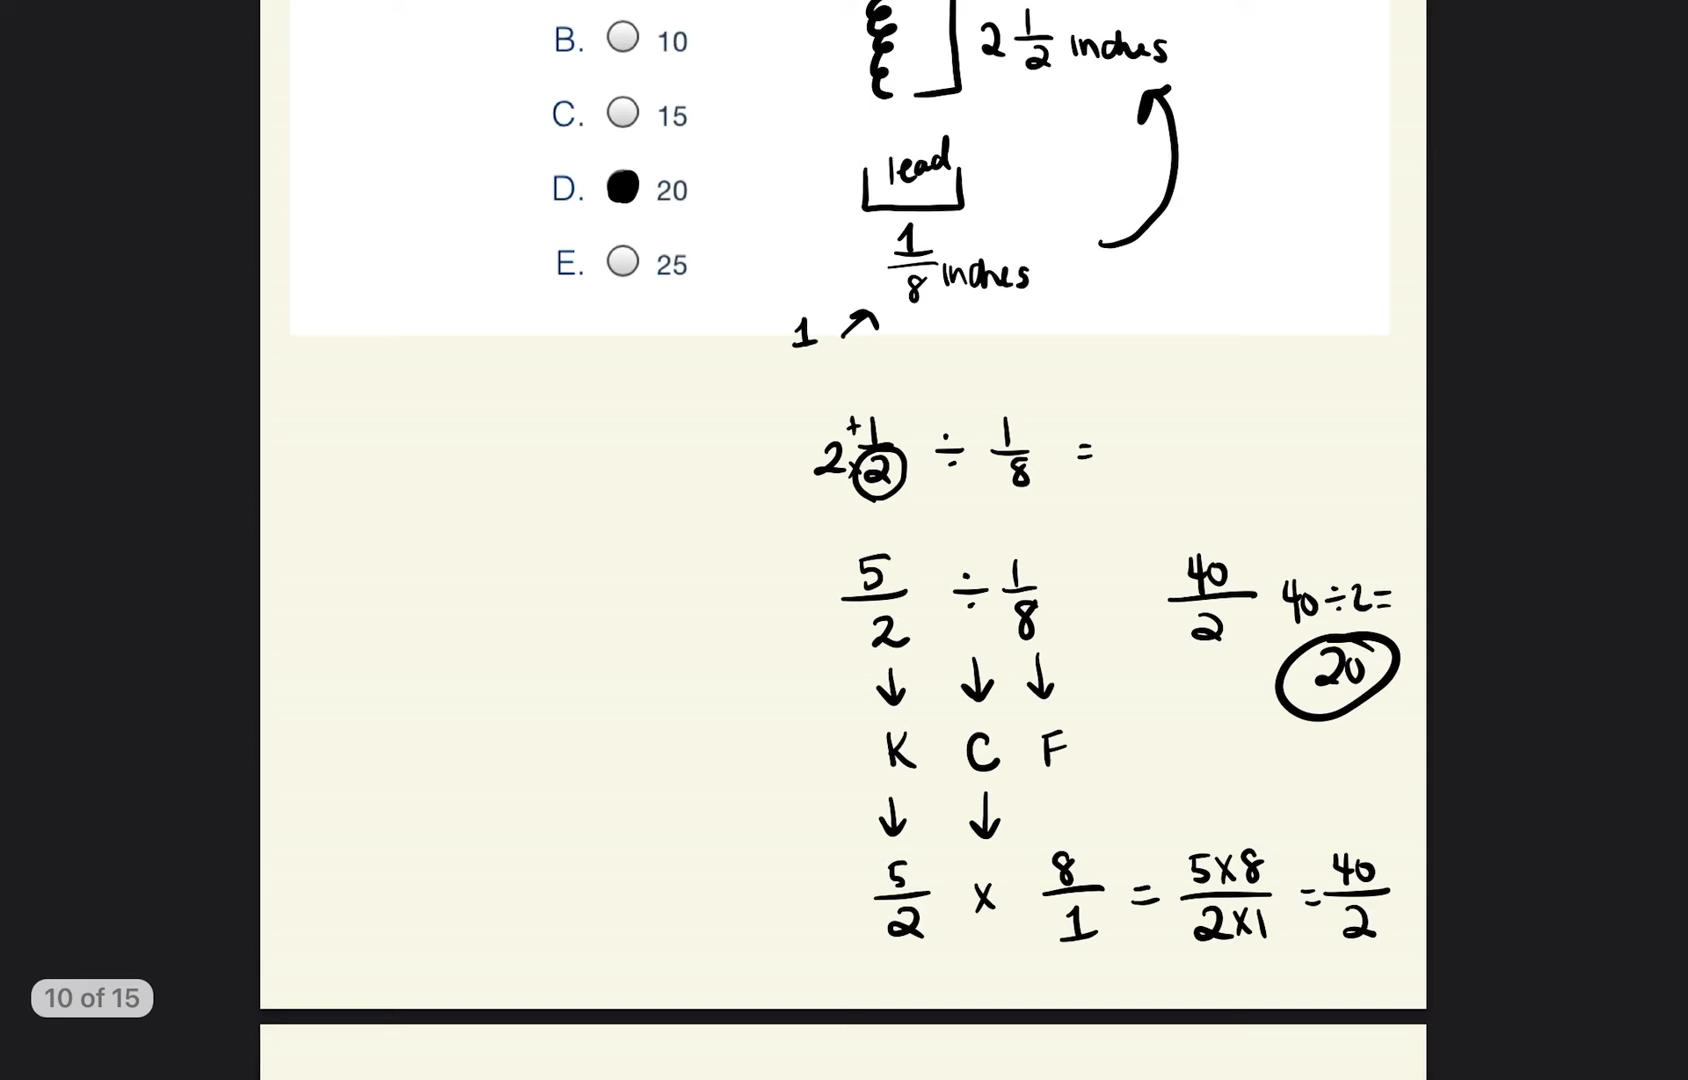 B. 10
2 1/2 inches
C. 15
lead
D. 20
1/8 inches
E. 25
1
2 × 1/2 + ÷ 1/8 =
5/2 ÷ 1/8
40/2 40÷2=
20
K C F
5/2 x 8/1 = 5x8/2x1 = 40/2
10 of 15